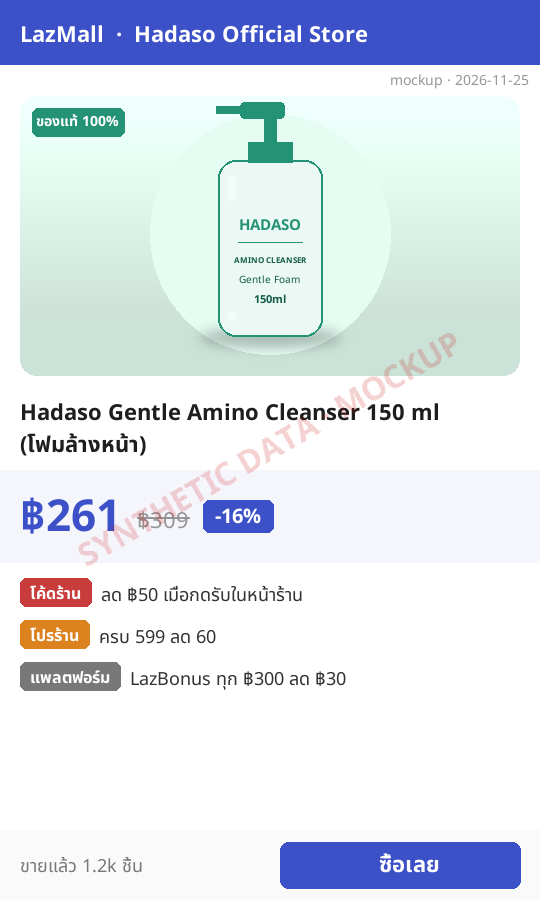 LazMall · Hadaso Official Store
mockup · 2026-11-25
ของแท้ 100%
HADASO
AMINO CLEANSER
Gentle Foam
150ml
Hadaso Gentle Amino Cleanser 150 ml
(โฟมล้างหน้า)
SYNTHETIC DATA - MOCKUP
฿261 ฿309 -16%
โค้ดร้าน ลด ฿50 เมื่อกดรับในหน้าร้าน
โปรร้าน ครบ 599 ลด 60
แพลตฟอร์ม LazBonus ทุก ฿300 ลด ฿30
ขายแล้ว 1.2k ชิ้น ซื้อเลย